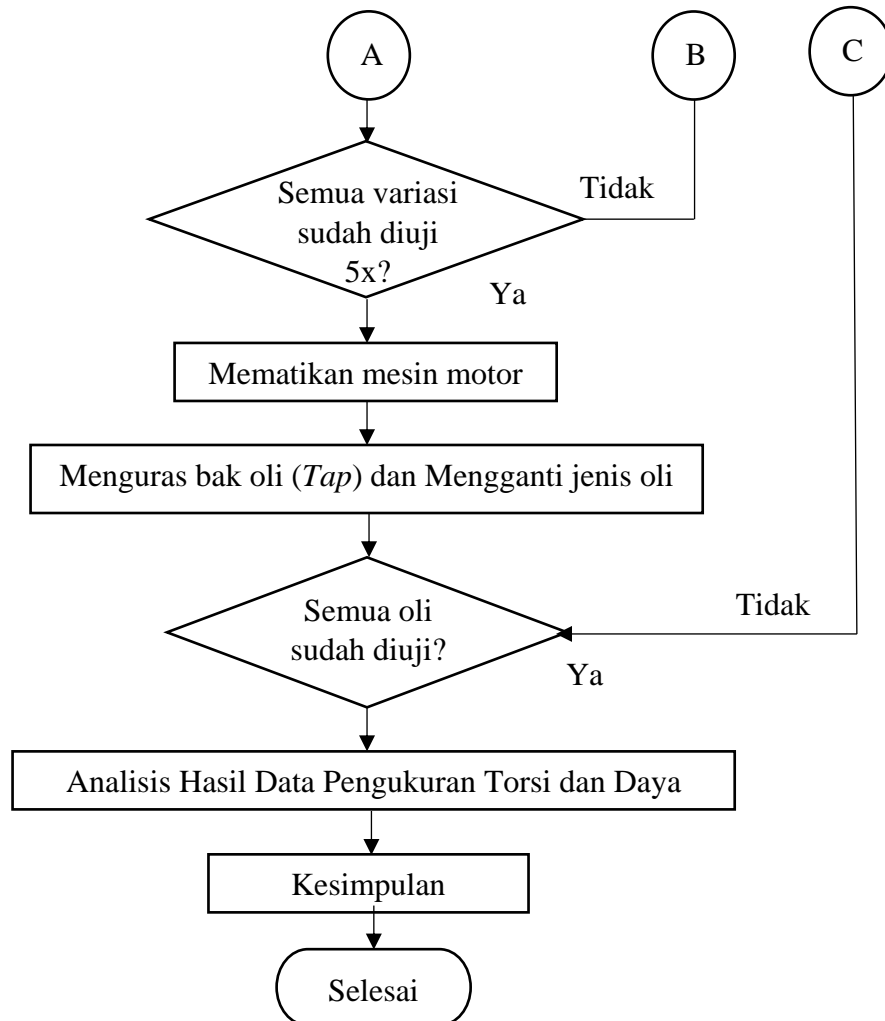 A
B
C
Semua variasi
sudah diuji
5x?
Tidak
Ya
Mematikan mesin motor
Menguras bak oli (Tap) dan Mengganti jenis oli
Semua oli
sudah diuji?
Tidak
Ya
Analisis Hasil Data Pengukuran Torsi dan Daya
Kesimpulan
Selesai